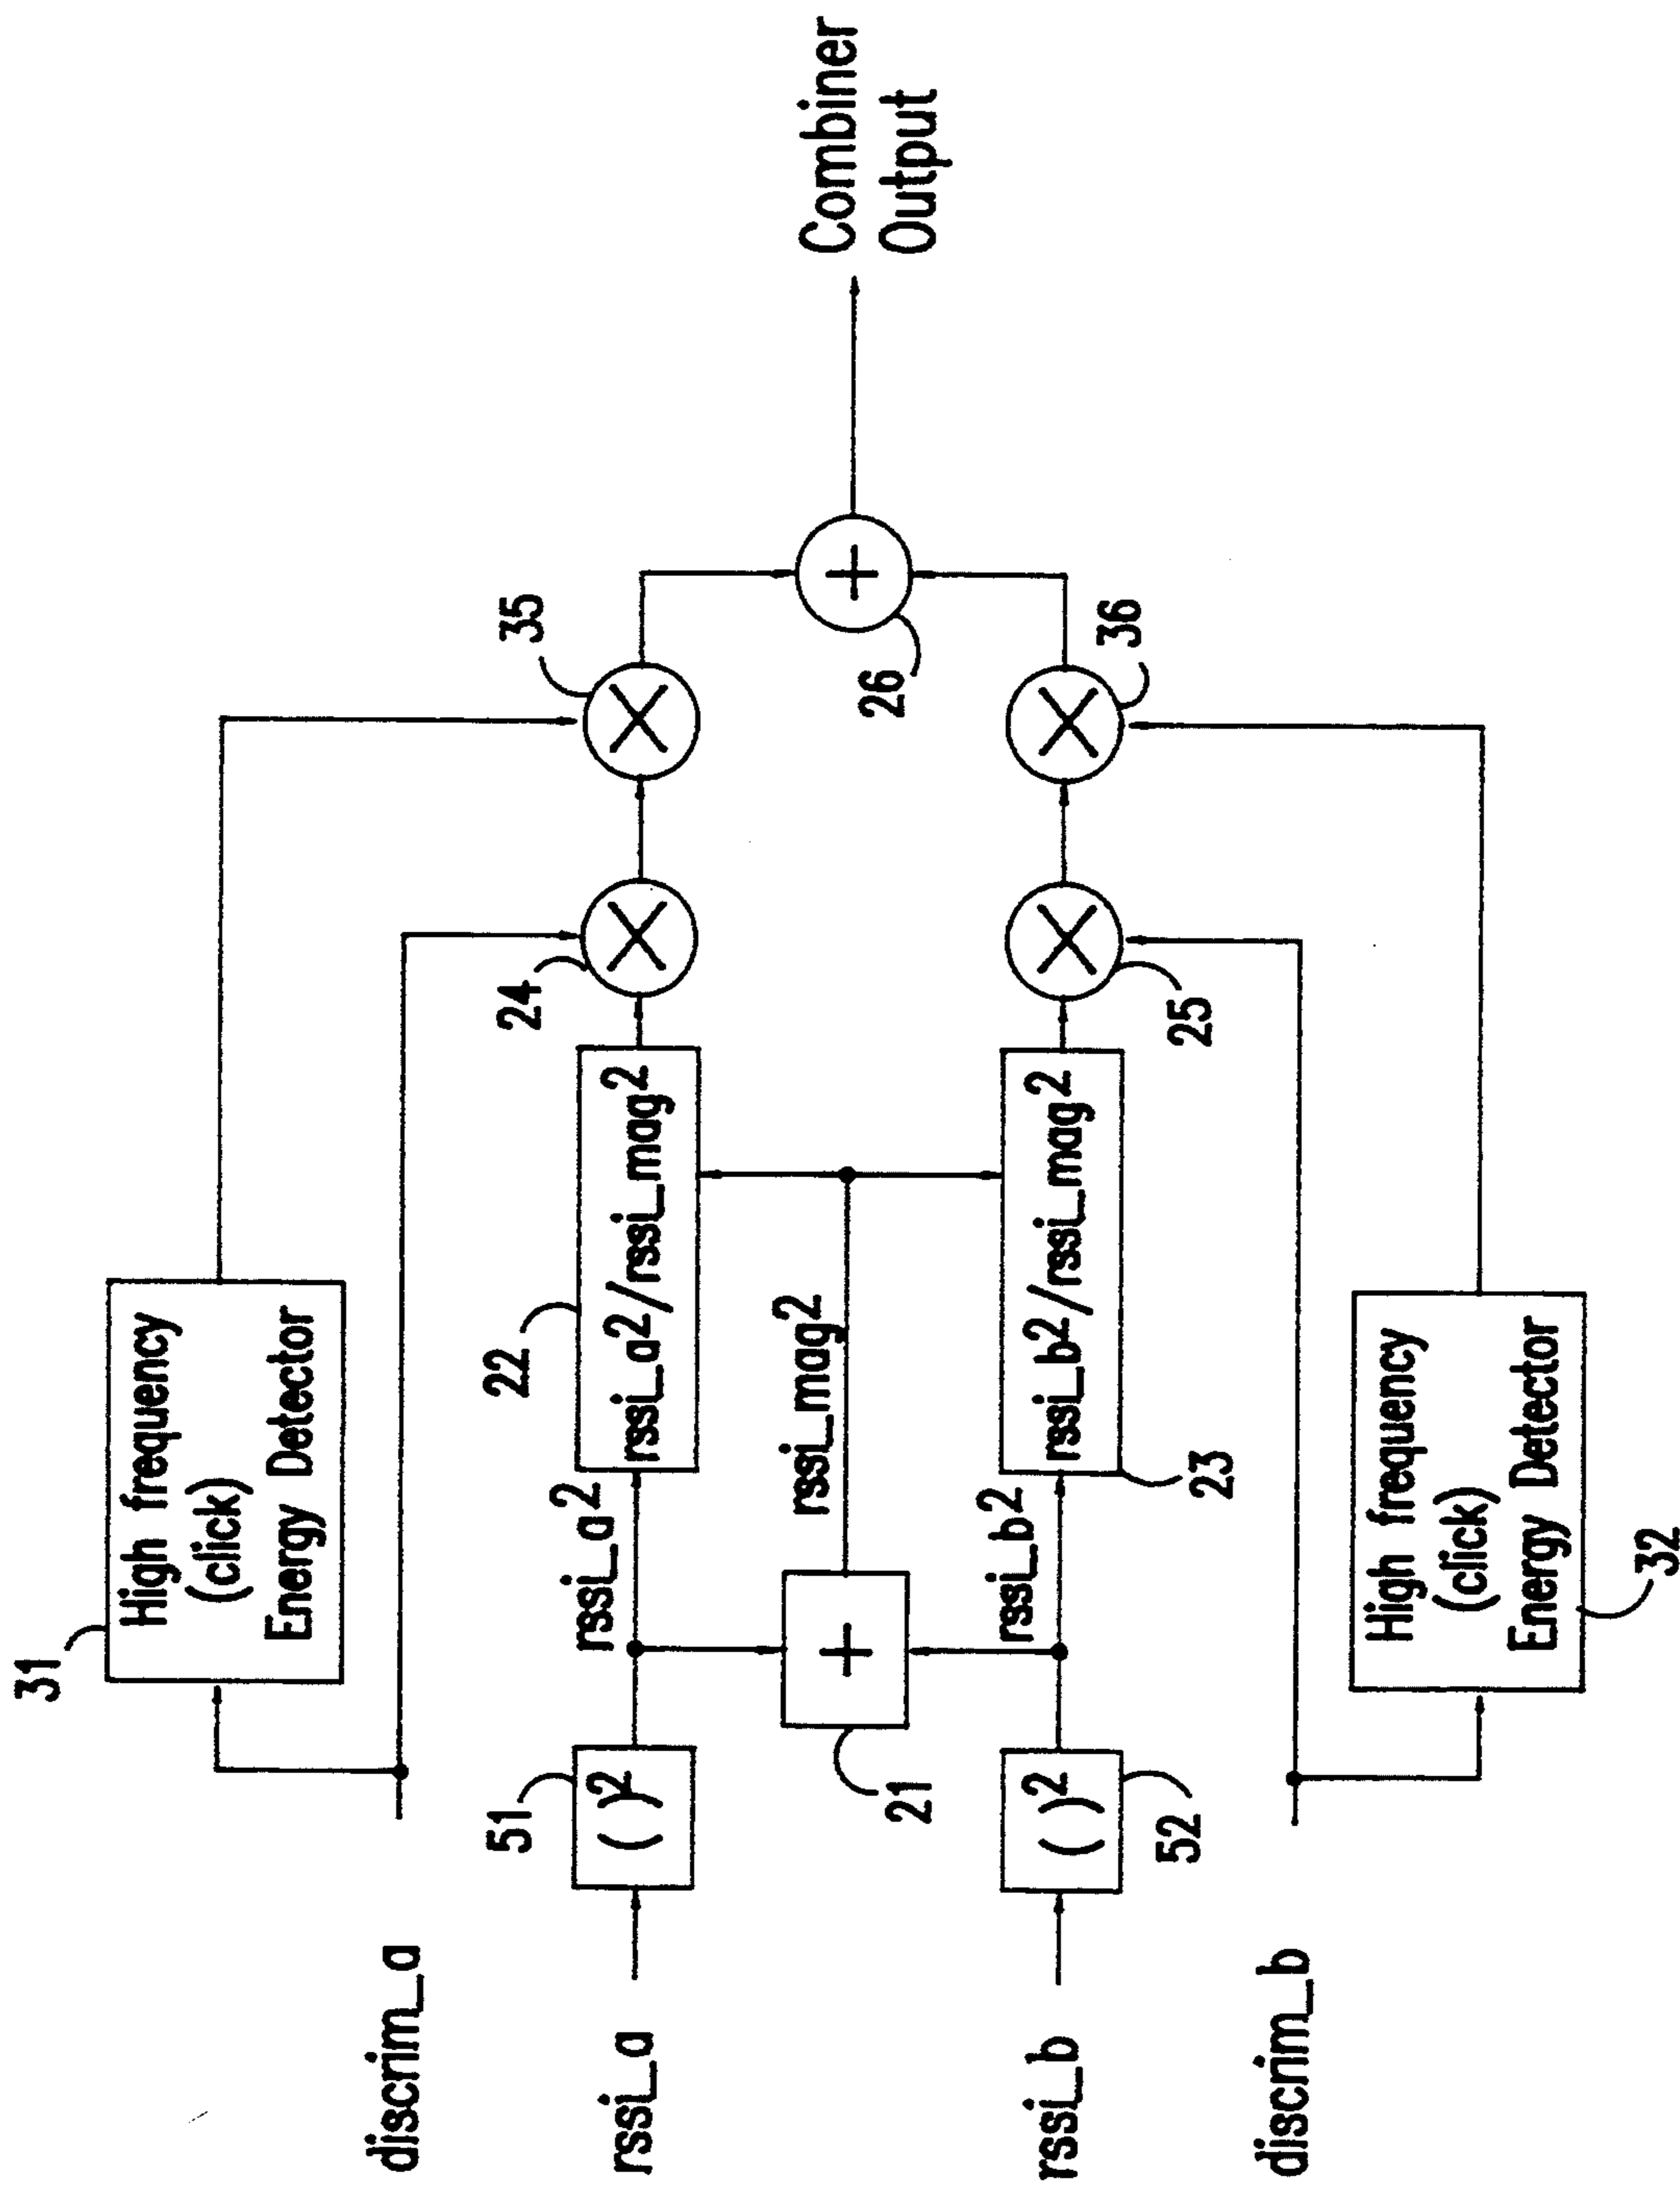 31
High frequency
(click)
Energy Detector
discrim_a
35
24
22
51
rssi_a
( )²
rssi_a²
rssi_a²/rssi_mag²
21
+
rssi_mag²
26
+
Combiner
Output
rssi_b
( )²
rssi_b²
rssi_b²/rssi_mag²
52
23
25
36
discrim_b
High frequency
(click)
Energy Detector
32